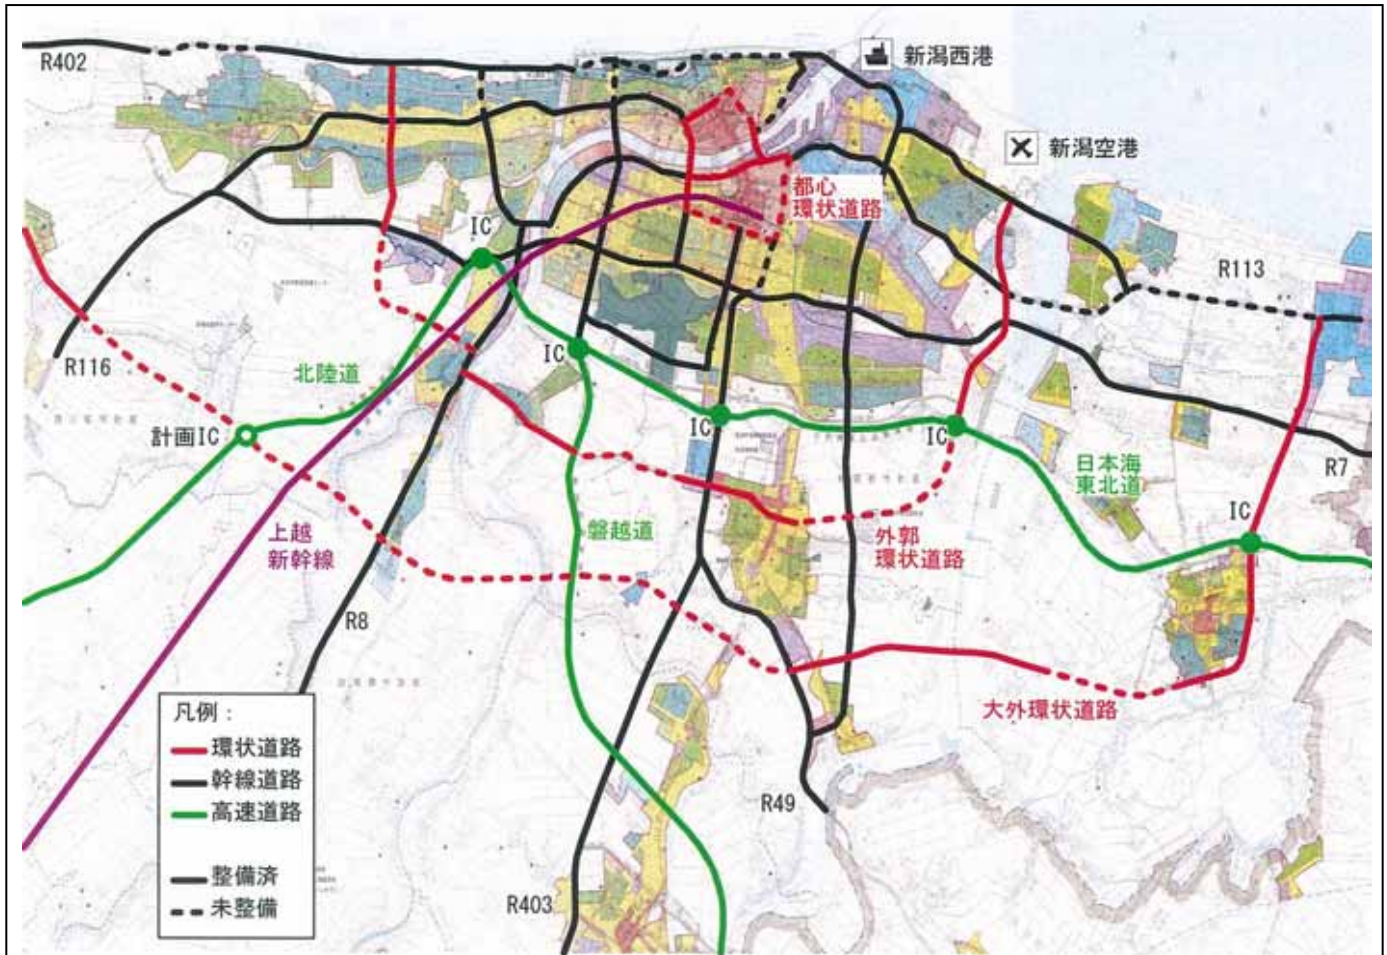 R402
新潟西港
新潟空港
都心
環状道路
IC
R113
R116
北陸道
IC
計画IC
IC
IC
日本海
東北道
R7
上越
新幹線
磐越道
外郭
環状道路
IC
R8
大外環状道路
凡例：
環状道路
幹線道路
高速道路
整備済
未整備
R49
R403